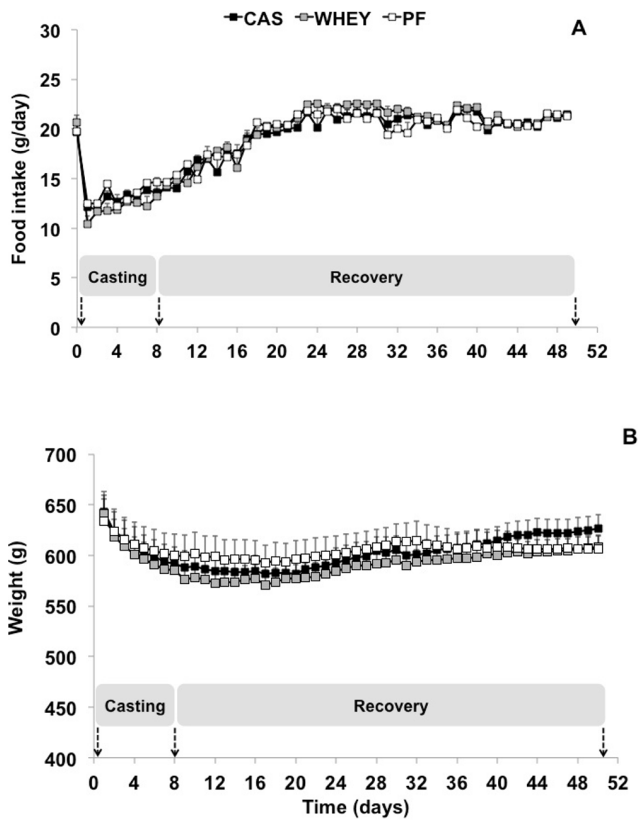 CAS WHEY PF
A
30
25
20
15
10
5
0
Food intake (g/day)
Casting Recovery
0 4 8 12 16 20 24 28 32 36 40 44 48 52
B
700
650
600
550
500
450
400
Weight (g)
Casting Recovery
0 4 8 12 16 20 24 28 32 36 40 44 48 52
Time (days)